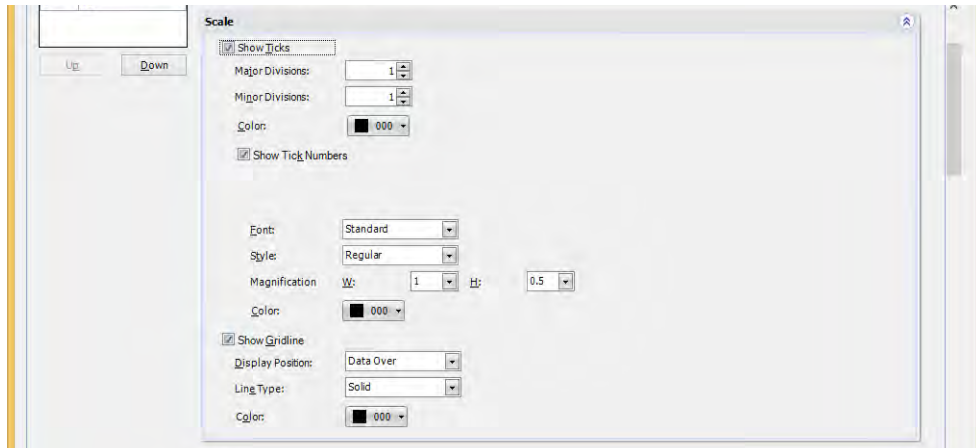 Scale
Show Ticks
Up Down
Major Divisions: 1
Minor Divisions: 1
Color: 000
Show Tick Numbers
Font: Standard
Style: Regular
Magnification W: 1 H: 0.5
Color: 000
Show Gridline
Display Position: Data Over
Line Type: Solid
Color: 000